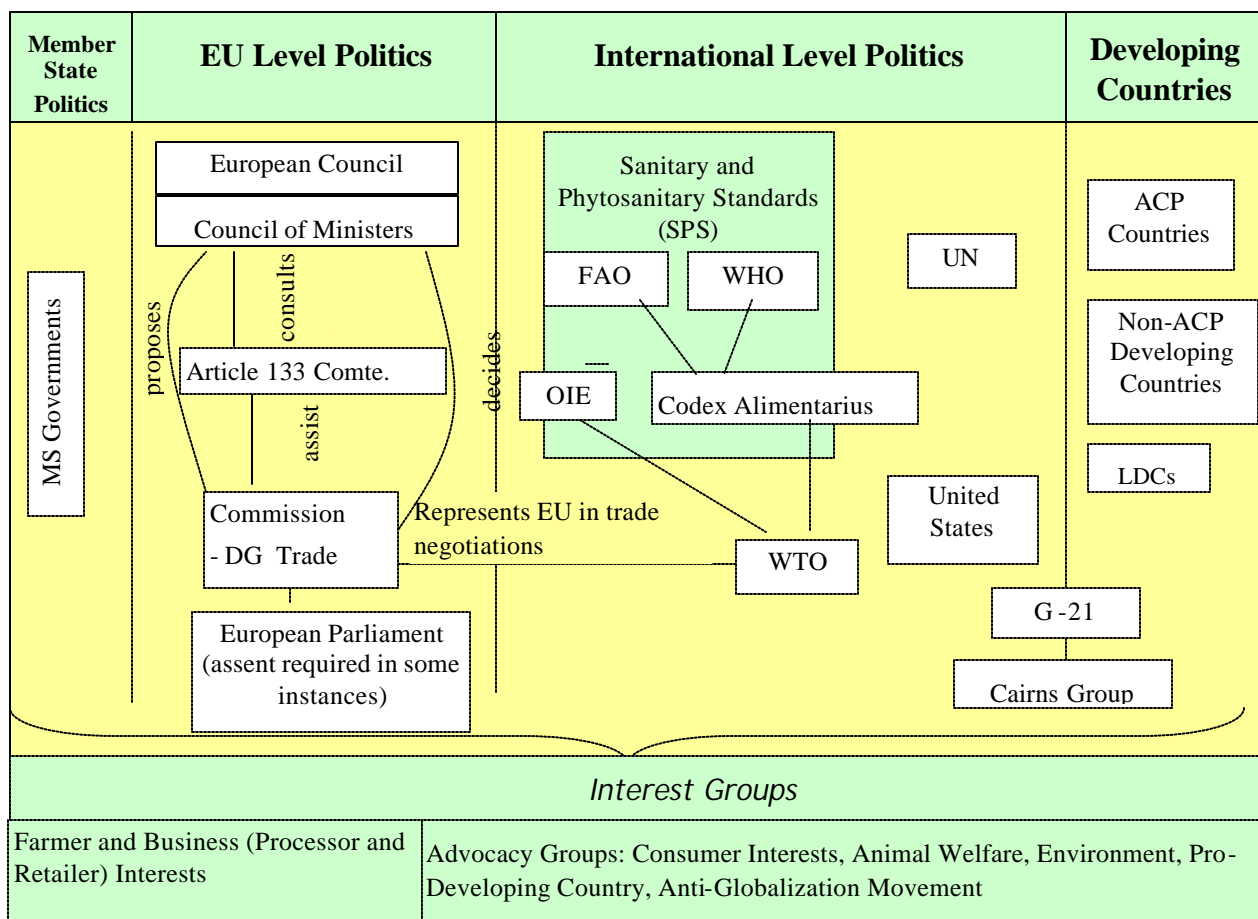 Member
State
Politics
EU Level Politics
International Level Politics
Developing
Countries
MS Governments
European Council
Council of Ministers
proposes
consults
decides
Article 133 Comte.
assist
Commission
- DG Trade
European Parliament
(assent required in some
instances)
Represents EU in trade
negotiations
Sanitary and
Phytosanitary Standards
(SPS)
FAO
WHO
OIE
Codex Alimentarius
WTO
UN
United
States
ACP
Countries
Non-ACP
Developing
Countries
LDCs
G-21
Cairns Group
Interest Groups
Farmer and Business (Processor and
Retailer) Interests
Advocacy Groups: Consumer Interests, Animal Welfare, Environment, Pro-
Developing Country, Anti-Globalization Movement